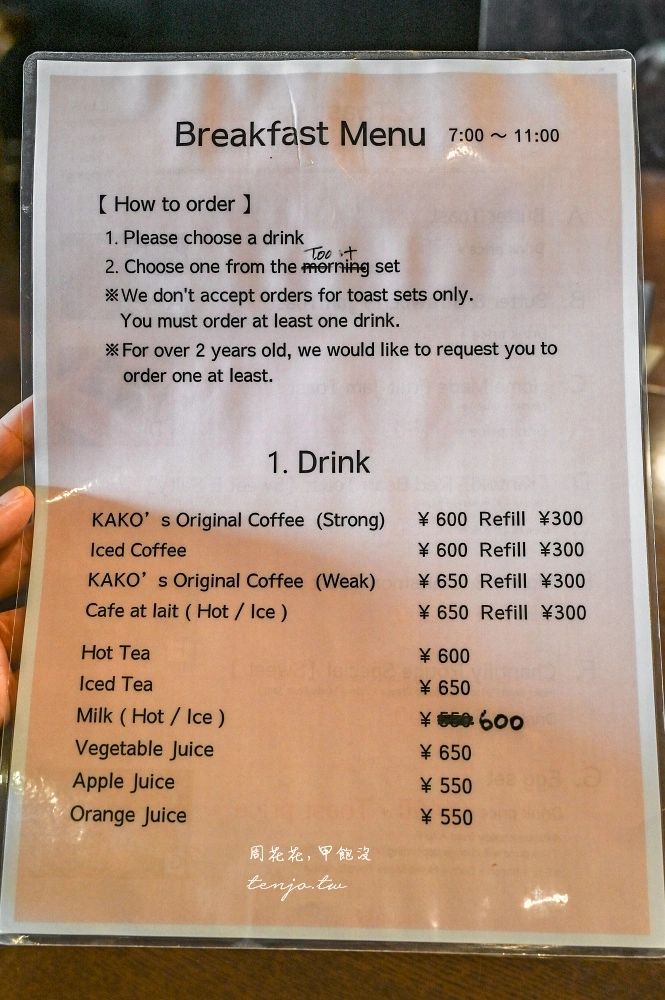 Breakfast Menu 7:00 ～ 11:00
【 How to order 】
1. Please choose a drink
2. Choose one from the morning set
※We don't accept orders for toast sets only.
You must order at least one drink.
※For over 2 years old, we would like to request you to
order one at least.
1. Drink
KAKO’s Original Coffee (Strong) ¥ 600 Refill ¥300
Iced Coffee ¥ 600 Refill ¥300
KAKO’s Original Coffee (Weak) ¥ 650 Refill ¥300
Cafe at lait ( Hot / Ice ) ¥ 650 Refill ¥300
Hot Tea ¥ 600
Iced Tea ¥ 650
Milk ( Hot / Ice ) ¥ 550 600
Vegetable Juice ¥ 650
Apple Juice ¥ 550
Orange Juice ¥ 550
周花花,甲飽沒
tenjo.tw